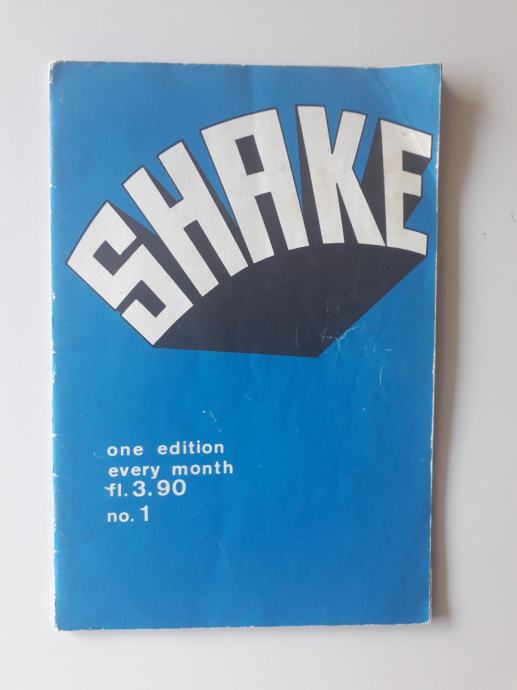 SHAKE
one edition
every month
fl. 3.90
no. 1